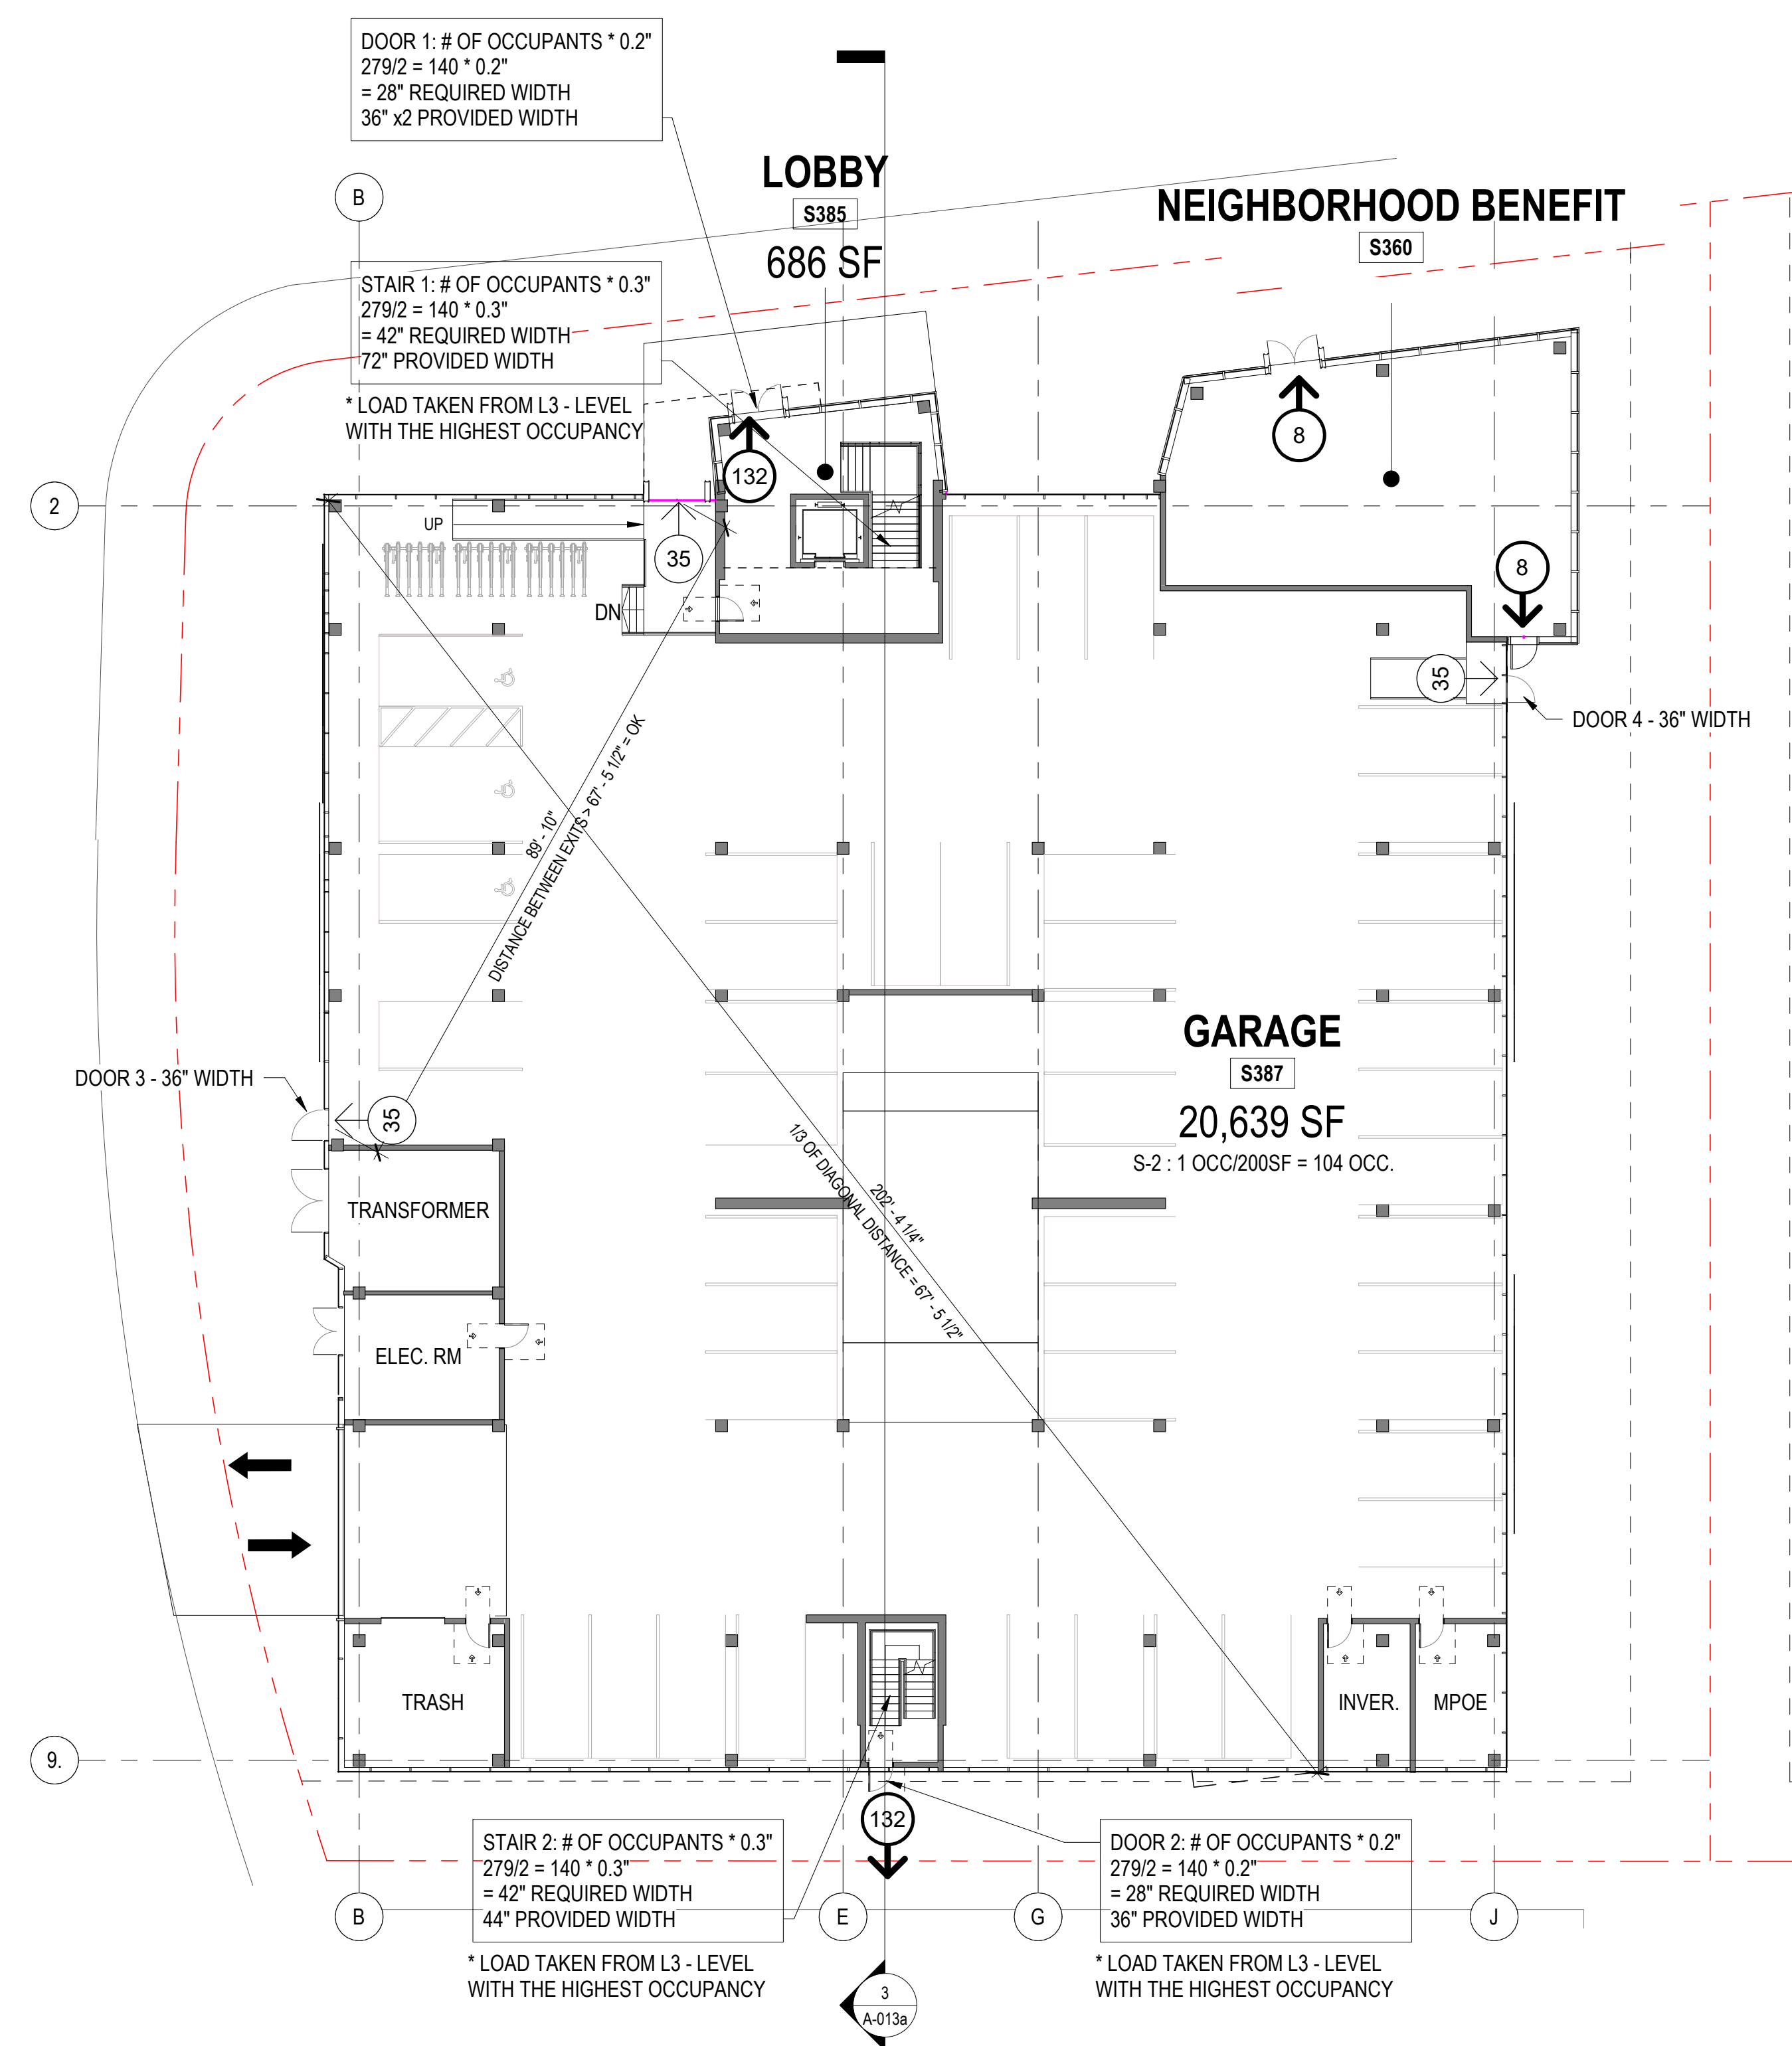 DOOR 1: # OF OCCUPANTS * 0.2"
279/2 = 140 * 0.2"
= 28" REQUIRED WIDTH
36" x2 PROVIDED WIDTH
LOBBY
S385
686 SF
NEIGHBORHOOD BENEFIT
S360
B
STAIR 1: # OF OCCUPANTS * 0.3"
279/2 = 140 * 0.3"
= 42" REQUIRED WIDTH
72" PROVIDED WIDTH
* LOAD TAKEN FROM L3 - LEVEL
WITH THE HIGHEST OCCUPANCY
8
132
2
UP
35
8
DN
35
DOOR 4 - 36" WIDTH
89' - 10"
DISTANCE BETWEEN EXITS > 67' - 5 1/2" = OK
GARAGE
S387
20,639 SF
S-2 : 1 OCC/200SF = 104 OCC.
DOOR 3 - 36" WIDTH
35
202' - 4 1/4"
1/3 OF DIAGONAL DISTANCE = 67' - 5 1/2"
TRANSFORMER
ELEC. RM
TRASH
INVER.
MPOE
9.
132
STAIR 2: # OF OCCUPANTS * 0.3"
279/2 = 140 * 0.3"
= 42" REQUIRED WIDTH
44" PROVIDED WIDTH
* LOAD TAKEN FROM L3 - LEVEL
WITH THE HIGHEST OCCUPANCY
DOOR 2: # OF OCCUPANTS * 0.2"
279/2 = 140 * 0.2"
= 28" REQUIRED WIDTH
36" PROVIDED WIDTH
* LOAD TAKEN FROM L3 - LEVEL
WITH THE HIGHEST OCCUPANCY
B
E
G
J
3
A-013a